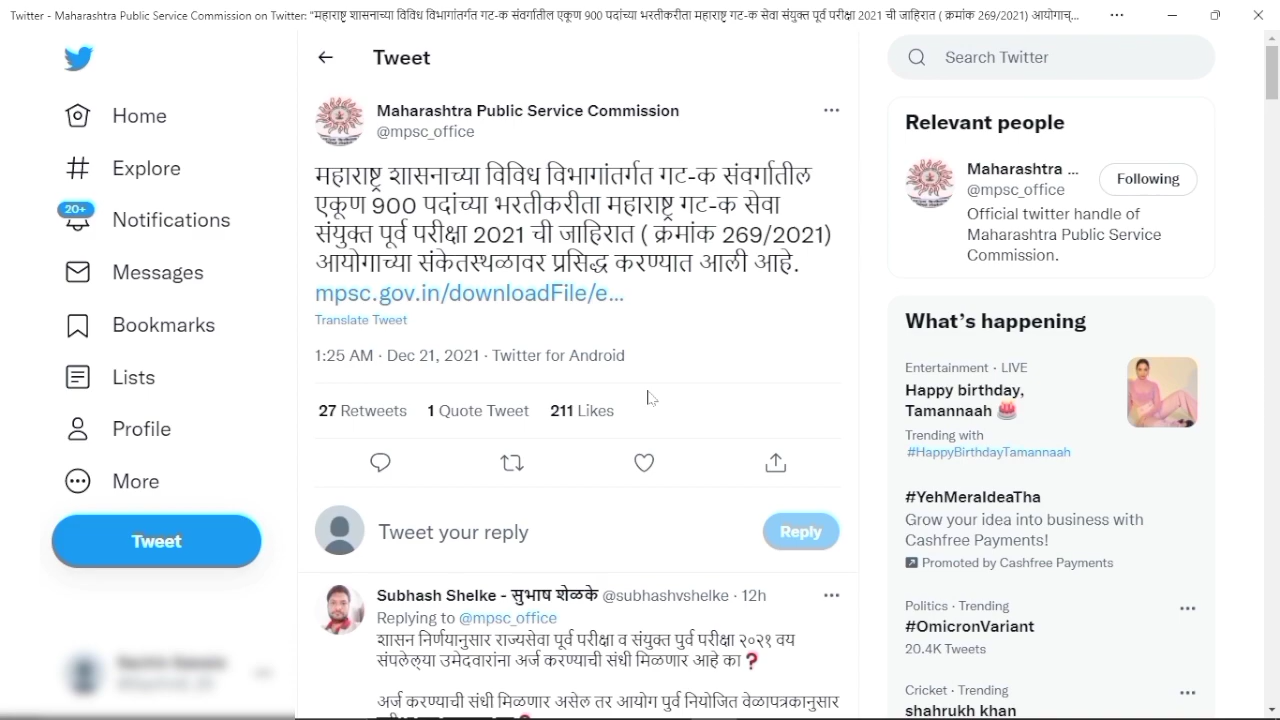 Twitter - Maharashtra Public Service Commission on Twitter: "महाराष्ट्र शासनाच्या विविध विभागांतर्गत गट-क संवर्गातील एकूण 900 पदांच्या भरतीकरीता महाराष्ट्र गट-क सेवा संयुक्त पूर्व परीक्षा 2021 ची जाहिरात ( क्रमांक 269/2021) आयोगाच्...
Home
Explore
20+
Notifications
Messages
Bookmarks
Lists
Profile
More
Tweet
Tweet
Maharashtra Public Service Commission
@mpsc_office
महाराष्ट्र शासनाच्या विविध विभागांतर्गत गट-क संवर्गातील
एकूण 900 पदांच्या भरतीकरीता महाराष्ट्र गट-क सेवा
संयुक्त पूर्व परीक्षा 2021 ची जाहिरात ( क्रमांक 269/2021)
आयोगाच्या संकेतस्थळावर प्रसिद्ध करण्यात आली आहे.
mpsc.gov.in/downloadFile/e...
Translate Tweet
1:25 AM · Dec 21, 2021 · Twitter for Android
27 Retweets 1 Quote Tweet 211 Likes
Tweet your reply
Reply
Subhash Shelke - सुभाष शेळके @subhashvshelke · 12h
Replying to @mpsc_office
शासन निर्णयानुसार राज्यसेवा पूर्व परीक्षा व संयुक्त पुर्व परीक्षा २०२१ वय
संपलेल्या उमेदवारांना अर्ज करण्याची संधी मिळणार आहे का❓
अर्ज करण्याची संधी मिळणार असेल तर आयोग पुर्व नियोजित वेळापत्रकानुसार
Search Twitter
Relevant people
Maharashtra ...
@mpsc_office
Following
Official twitter handle of
Maharashtra Public Service
Commission.
What's happening
Entertainment · LIVE
Happy birthday,
Tamannaah 🎂
Trending with
#HappyBirthdayTamannaah
#YehMeraIdeaTha
Grow your idea into business with
Cashfree Payments!
Promoted by Cashfree Payments
Politics · Trending
#OmicronVariant
20.4K Tweets
Cricket · Trending
shahrukh khan